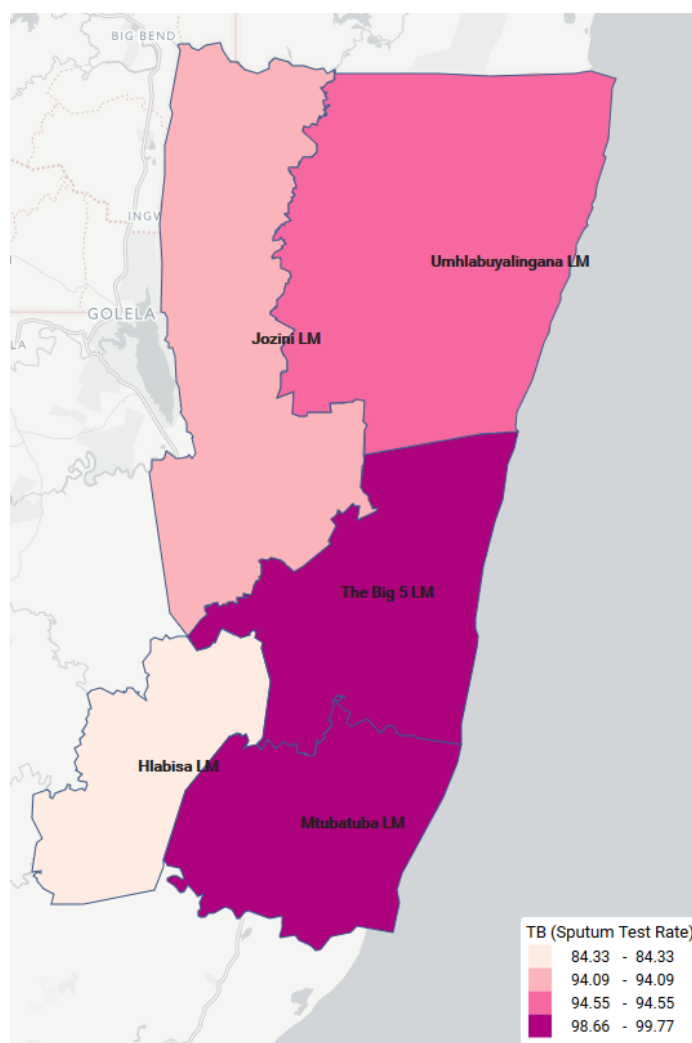 BIG BEND
INGW
Umhlabuyalingana LM
GOLELA
LA
Jozini LM
The Big 5 LM
Hlabisa LM
Mtubatuba LM
TB (Sputum Test Rate)
84.33 - 84.33
94.09 - 94.09
94.55 - 94.55
98.66 - 99.77